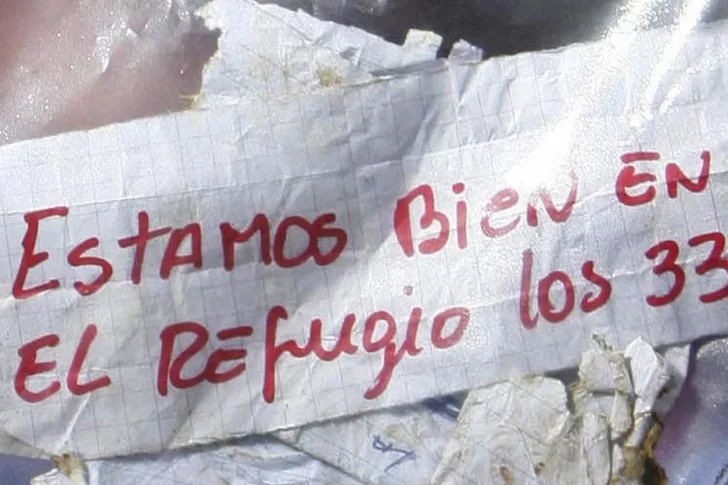 ESTAMOS BiEN EN
EL REfugio los 33